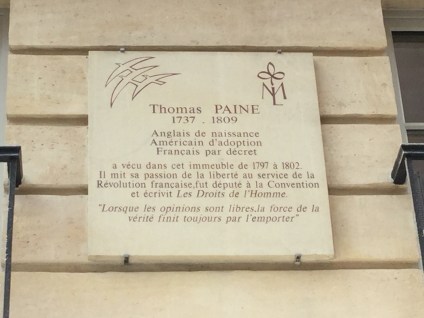 NML
Thomas PAINE
1737 . 1809
Anglais de naissance
Américain d'adoption
Français par décret
a vécu dans cet immeuble de 1797 à 1802.
Il mit sa passion de la liberté au service de la
Révolution française,fut député à la Convention
et écrivit Les Droits de l'Homme.
"Lorsque les opinions sont libres,la force de la
vérité finit toujours par l'emporter"